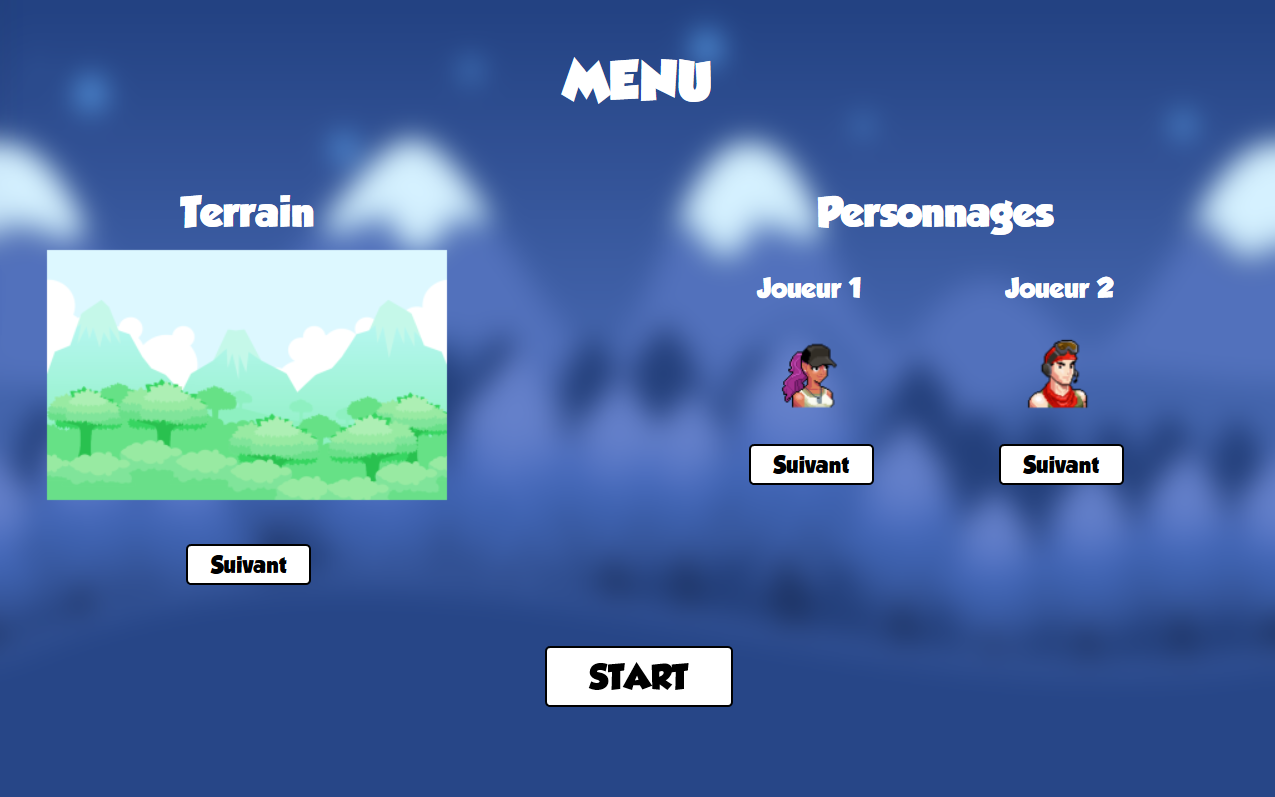 MENU
Terrain
Personnages
Joueur 1
Joueur 2
Suivant
Suivant
Suivant
START